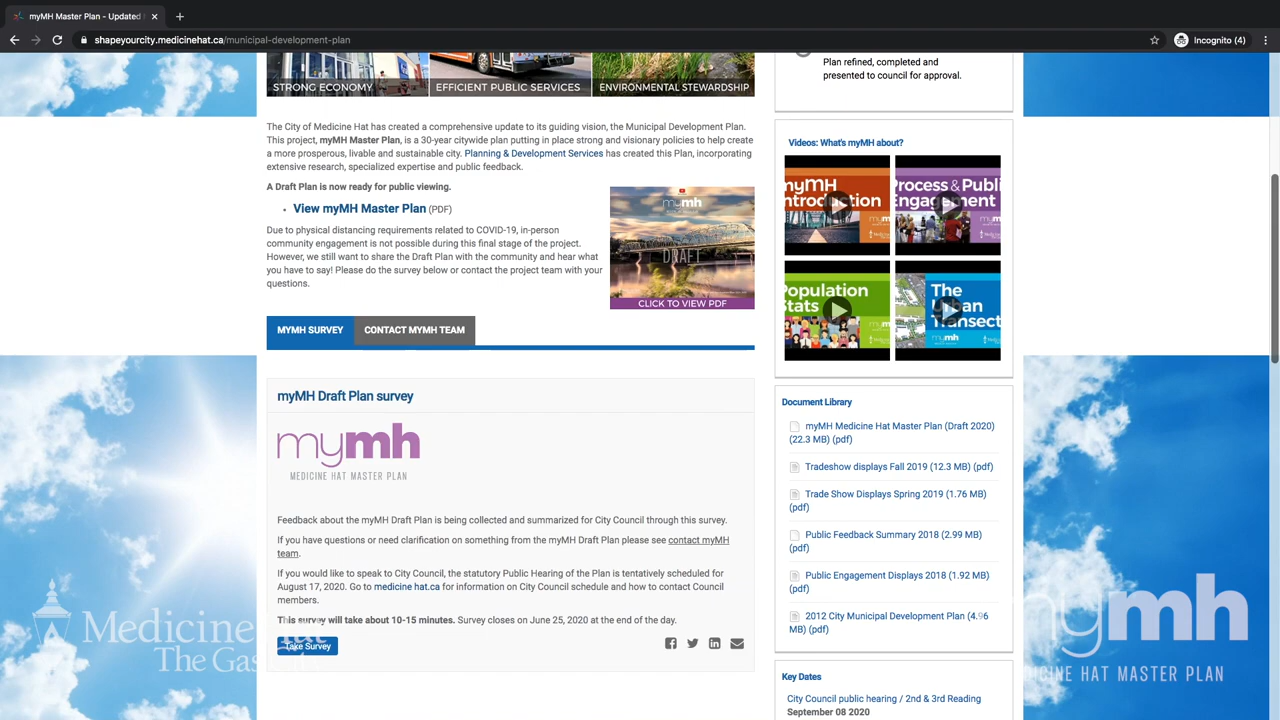 myMH Master Plan - Updated
shapeyourcity.medicinehat.ca/municipal-development-plan
Incognito (4)
STRONG ECONOMY
EFFICIENT PUBLIC SERVICES
ENVIRONMENTAL STEWARDSHIP
The City of Medicine Hat has created a comprehensive update to its guiding vision, the Municipal Development Plan.
This project, myMH Master Plan, is a 30-year citywide plan putting in place strong and visionary policies to help create
a more prosperous, livable and sustainable city. Planning & Development Services has created this Plan, incorporating
extensive research, specialized expertise and public feedback.
A Draft Plan is now ready for public viewing.
• View myMH Master Plan (PDF)
Due to physical distancing requirements related to COVID-19, in-person
community engagement is not possible during this final stage of the project.
However, we still want to share the Draft Plan with the community and hear what
you have to say! Please do the survey below or contact the project team with your
questions.
mymh
DRAFT
CLICK TO VIEW PDF
MYMH SURVEY
CONTACT MYMH TEAM
myMH Draft Plan survey
mymh
MEDICINE HAT MASTER PLAN
Feedback about the myMH Draft Plan is being collected and summarized for City Council through this survey.
If you have questions or need clarification on something from the myMH Draft Plan please see contact myMH
team.
If you would like to speak to City Council, the statutory Public Hearing of the Plan is tentatively scheduled for
August 17, 2020. Go to medicine hat.ca for information on City Council schedule and how to contact Council
members.
This survey will take about 10-15 minutes. Survey closes on June 25, 2020 at the end of the day.
Take Survey
Plan refined, completed and
presented to council for approval.
Videos: What's myMH about?
myMH
Introduction
Process & Public
Engagement
Population
Stats
mymh
The
Urban
Transect
mymh
Document Library
myMH Medicine Hat Master Plan (Draft 2020)
(22.3 MB) (pdf)
Tradeshow displays Fall 2019 (12.3 MB) (pdf)
Trade Show Displays Spring 2019 (1.76 MB)
(pdf)
Public Feedback Summary 2018 (2.99 MB)
(pdf)
Public Engagement Displays 2018 (1.92 MB)
(pdf)
2012 City Municipal Development Plan (4.96
MB) (pdf)
Key Dates
City Council public hearing / 2nd & 3rd Reading
September 08 2020
Medicine Hat
The Gas City
mymh
MEDICINE HAT MASTER PLAN